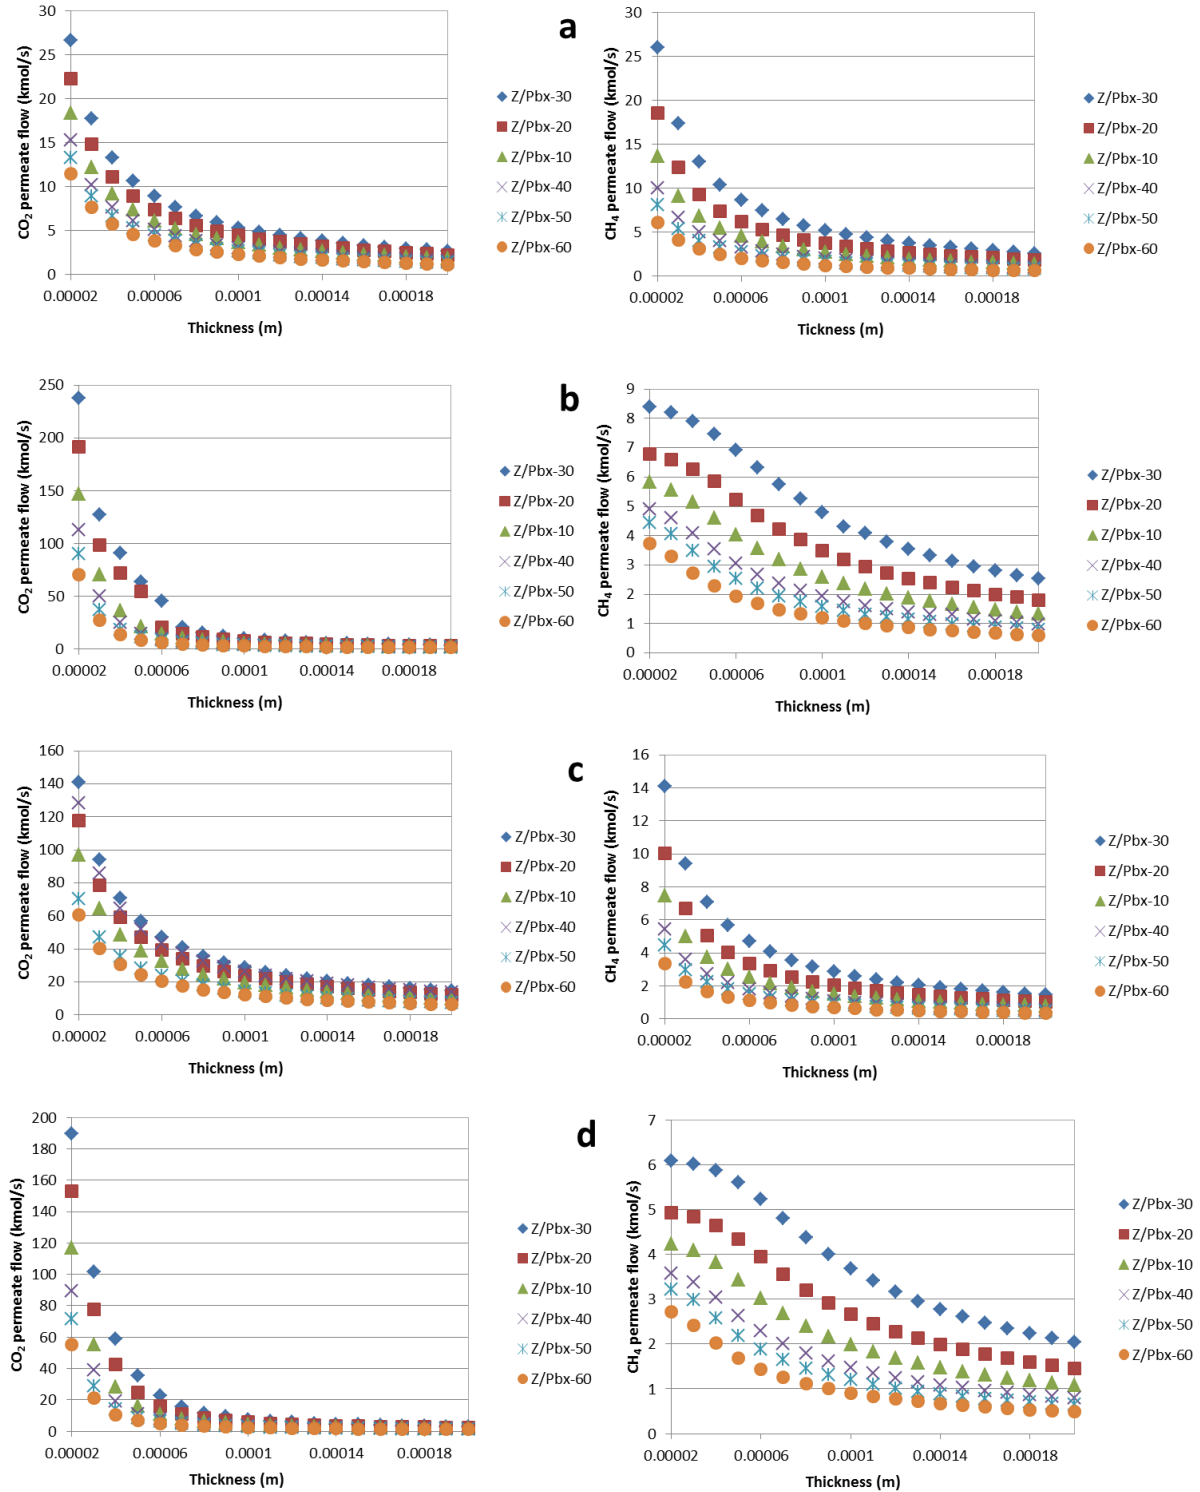 a
CO2 permeate flow (kmol/s)
30
25
20
15
10
5
0
0.00002 0.00006 0.0001 0.00014 0.00018
Thickness (m)
Z/Pbx-30
Z/Pbx-20
Z/Pbx-10
Z/Pbx-40
Z/Pbx-50
Z/Pbx-60
CH4 permeate flow (kmol/s)
30
25
20
15
10
5
0
0.00002 0.00006 0.0001 0.00014 0.00018
Tickness (m)
Z/Pbx-30
Z/Pbx-20
Z/Pbx-10
Z/Pbx-40
Z/Pbx-50
Z/Pbx-60
b
CO2 permeate flow (kmol/s)
250
200
150
100
50
0
0.00002 0.00006 0.0001 0.00014 0.00018
Thickness (m)
Z/Pbx-30
Z/Pbx-20
Z/Pbx-10
Z/Pbx-40
Z/Pbx-50
Z/Pbx-60
CH4 permeate flow (kmol/s)
9
8
7
6
5
4
3
2
1
0
0.00002 0.00006 0.0001 0.00014 0.00018
Thickness (m)
Z/Pbx-30
Z/Pbx-20
Z/Pbx-10
Z/Pbx-40
Z/Pbx-50
Z/Pbx-60
c
CO2 permeate flow (kmol/s)
160
140
120
100
80
60
40
20
0
0.00002 0.00006 0.0001 0.00014 0.00018
Thickness (m)
Z/Pbx-30
Z/Pbx-20
Z/Pbx-10
Z/Pbx-40
Z/Pbx-50
Z/Pbx-60
CH4 permeate flow (kmol/s)
16
14
12
10
8
6
4
2
0
0.00002 0.00006 0.0001 0.00014 0.00018
Thickness (m)
Z/Pbx-30
Z/Pbx-20
Z/Pbx-10
Z/Pbx-40
Z/Pbx-50
Z/Pbx-60
d
CO2 permeate flow (kmol/s)
200
180
160
140
120
100
80
60
40
20
0
0.00002 0.00006 0.0001 0.00014 0.00018
Thickness (m)
Z/Pbx-30
Z/Pbx-20
Z/Pbx-10
Z/Pbx-40
Z/Pbx-50
Z/Pbx-60
CH4 permeate flow (kmol/s)
7
6
5
4
3
2
1
0
0.00002 0.00006 0.0001 0.00014 0.00018
Thickness (m)
Z/Pbx-30
Z/Pbx-20
Z/Pbx-10
Z/Pbx-40
Z/Pbx-50
Z/Pbx-60